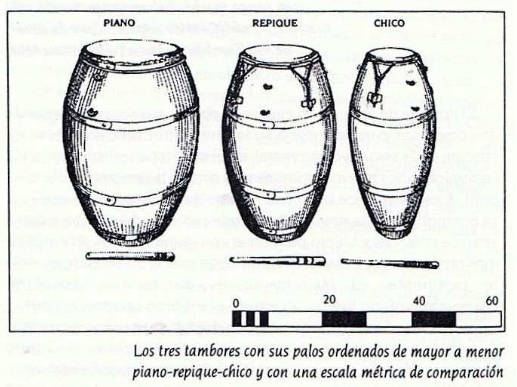 PIANO REPIQUE CHICO
0 20 40 60
Los tres tambores con sus palos ordenados de mayor a menor
piano-repique-chico y con una escala métrica de comparación